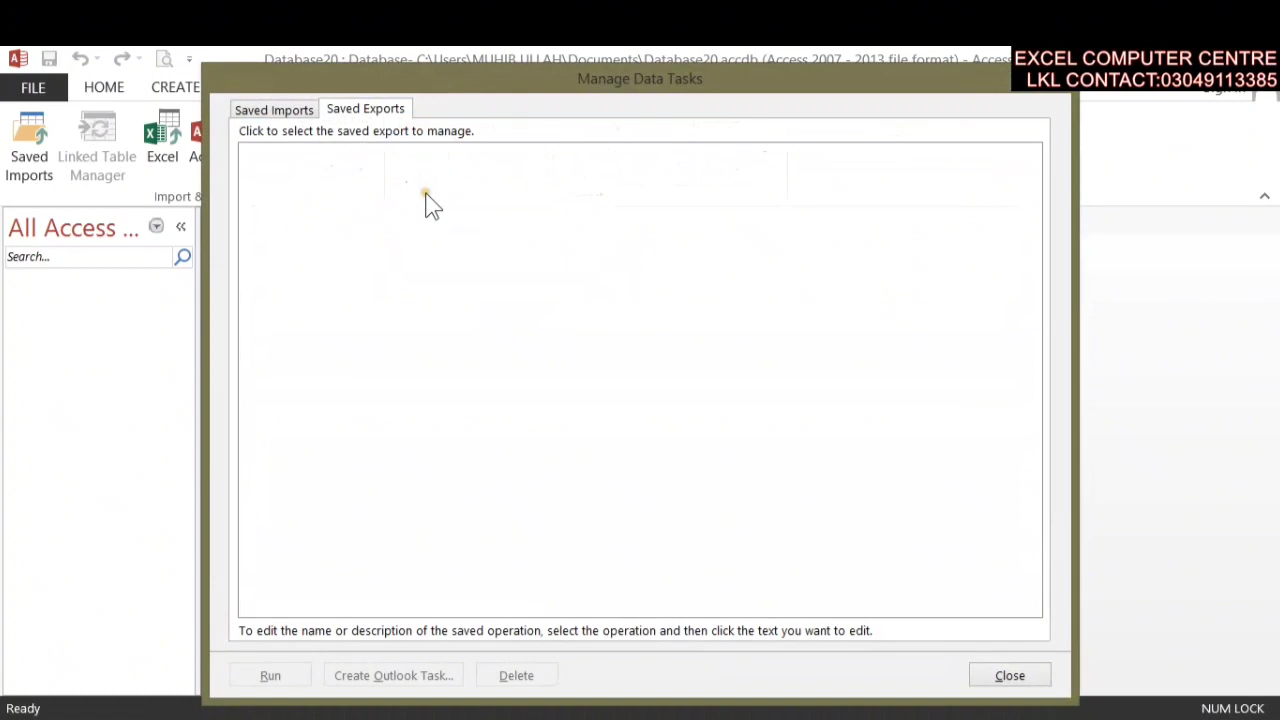 Database20 : Database- C:\Users\MUHIB ULLAH\Documents\Database20.accdb (Access 2007 - 2013 file format) -
EXCEL COMPUTER CENTRE
LKL CONTACT:03049113385
Manage Data Tasks
FILE
HOME
CREATE
Saved Imports
Saved Exports
Click to select the saved export to manage.
Saved
Imports
Linked Table
Manager
Excel
Import &
All Access ...
Search...
To edit the name or description of the saved operation, select the operation and then click the text you want to edit.
Run
Create Outlook Task...
Delete
Close
Ready
NUM LOCK